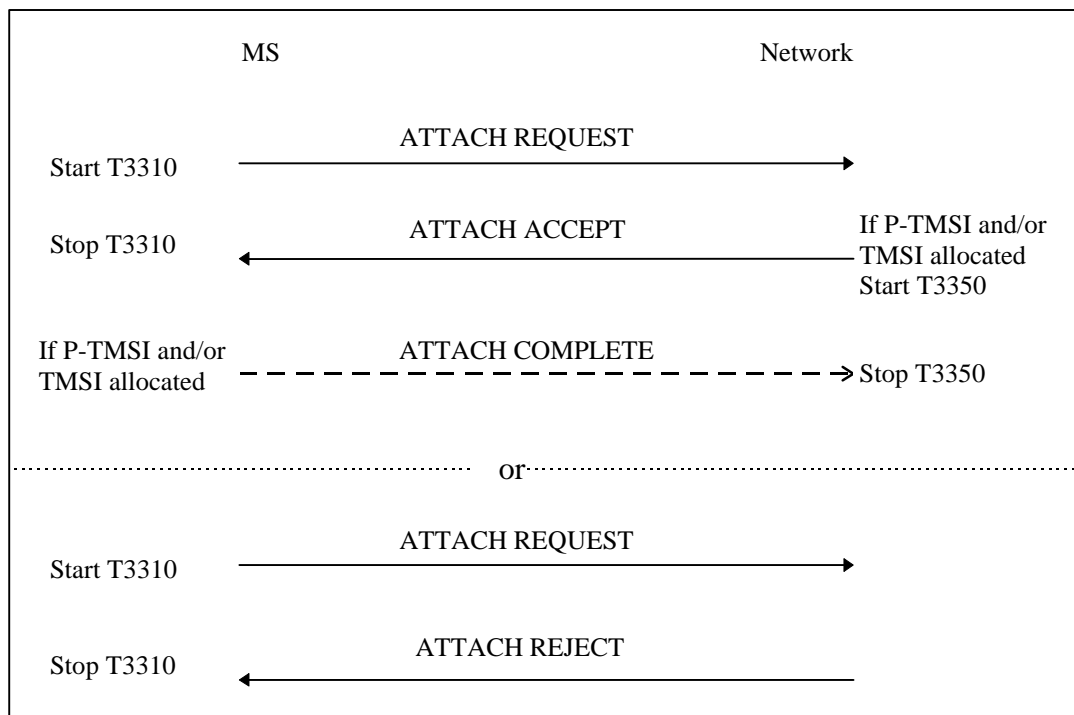 MS
Network
ATTACH REQUEST
Start T3310
ATTACH ACCEPT
Stop T3310
If P-TMSI and/or
TMSI allocated
Start T3350
If P-TMSI and/or
TMSI allocated
ATTACH COMPLETE
Stop T3350
or
ATTACH REQUEST
Start T3310
ATTACH REJECT
Stop T3310